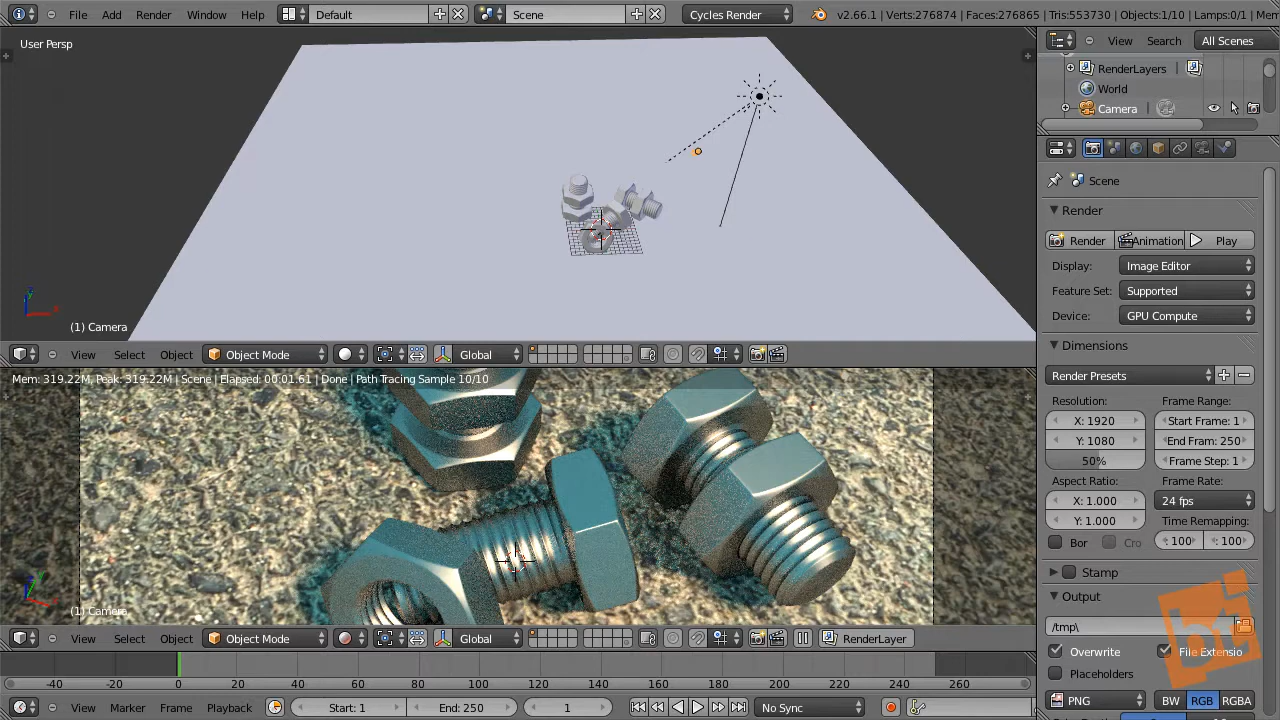 File Add Render Window Help Default Scene Cycles Render v2.66.1 | Verts:276874 | Faces:276865 | Tris:553730 | Objects:1/10 | Lamps:0/1 | Mem
User Persp
(1) Camera
View Select Object Object Mode Global
Mem: 319.22M, Peak: 319.22M | Scene | Elapsed: 00:01.61 | Done | Path Tracing Sample 10/10
(1) Camera
View Select Object Object Mode Global RenderLayer
-40 -20 0 20 40 60 80 100 120 140 160 180 200 220 240 260
View Marker Frame Playback Start: 1 End: 250 1 No Sync
View Search All Scenes
RenderLayers |
World
Camera |
Scene
Render
Render Animation Play
Display: Image Editor
Feature Set: Supported
Device: GPU Compute
Dimensions
Render Presets
Resolution: Frame Range:
X: 1920 Start Frame: 1
Y: 1080 End Fram: 250
50% Frame Step: 1
Aspect Ratio: Frame Rate:
X: 1.000 24 fps
Y: 1.000 Time Remapping:
Bor Cro : 100 : 100
Stamp
Output
/tmp\
Overwrite File Extensio
Placeholders
PNG BW RGB RGBA